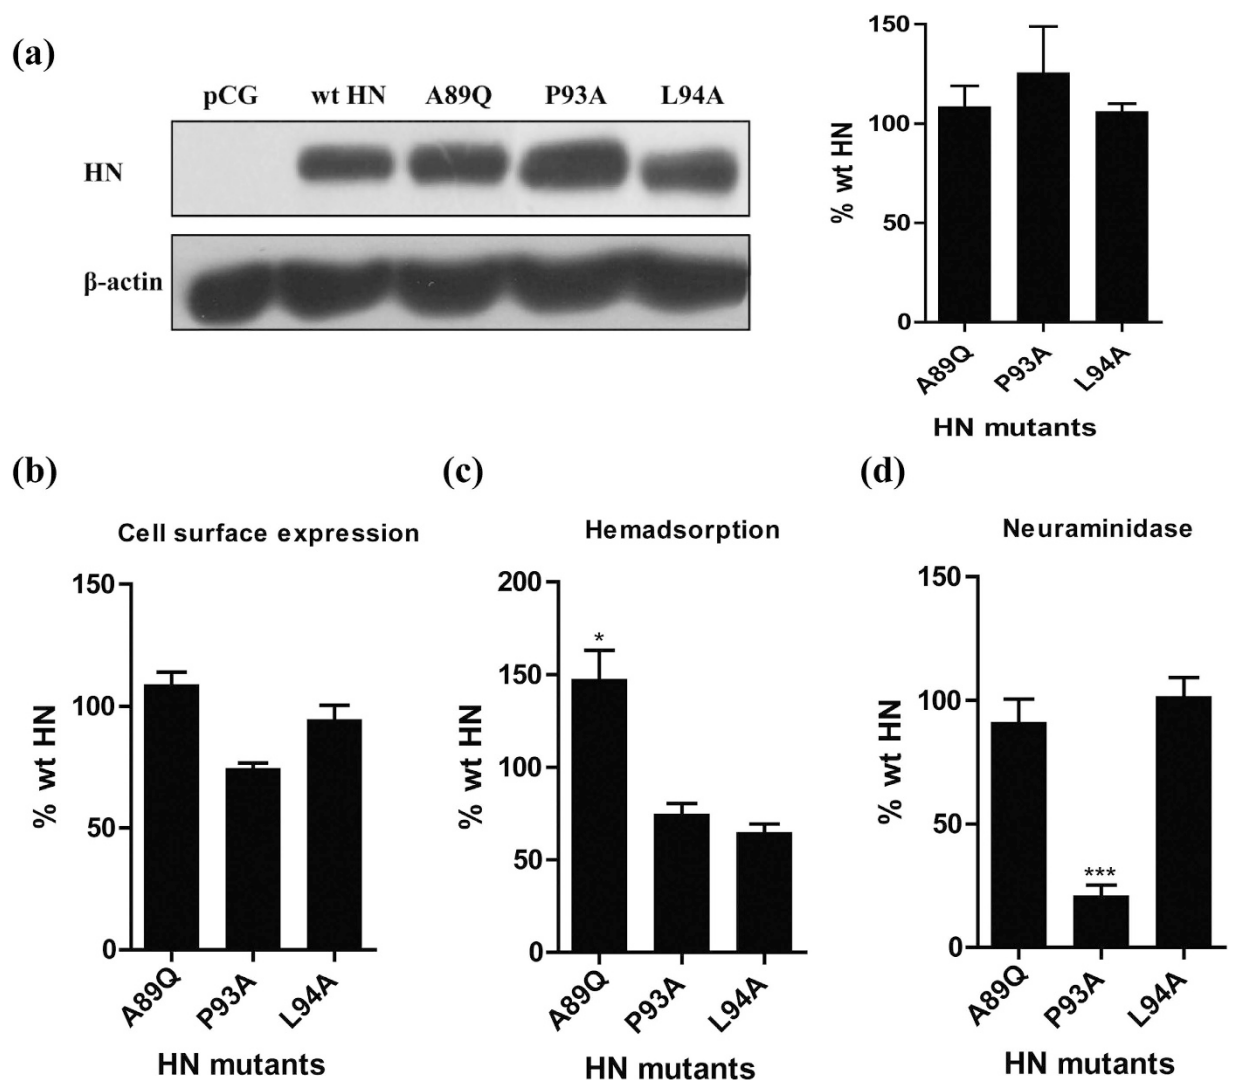 (a)
pCG wt HN A89Q P93A L94A
HN
β-actin
150
100
50
0
% wt HN
A89Q P93A L94A
HN mutants
(b)
Cell surface expression
150
100
50
0
% wt HN
A89Q P93A L94A
HN mutants
(c)
Hemadsorption
200
150
100
50
0
% wt HN
*
A89Q P93A L94A
HN mutants
(d)
Neuraminidase
150
100
50
0
% wt HN
***
A89Q P93A L94A
HN mutants